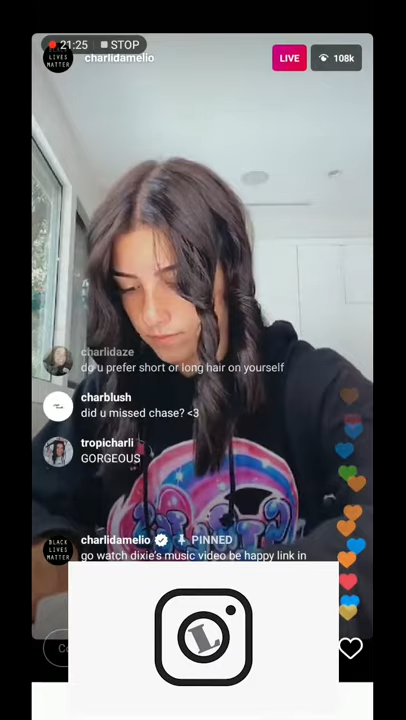 21:25 STOP
LIVES
MATTER
charlidamelio
LIVE
108k
charlidaze
do u prefer short or long hair on yourself
charblush
did u missed chase? <3
tropicharli
GORGEOUS
charlidamelio PINNED
BLACK
LIVES
MATTER
go watch dixie's music video be happy link in
L